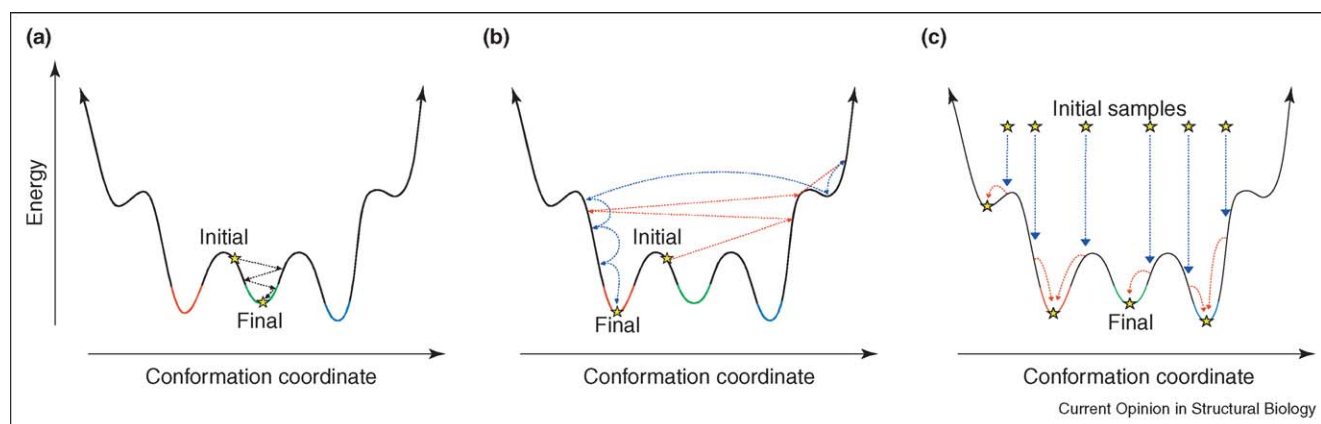 (a)
Energy
Initial
Final
Conformation coordinate
(b)
Initial
Final
Conformation coordinate
(c)
Initial samples
Final
Conformation coordinate
Current Opinion in Structural Biology